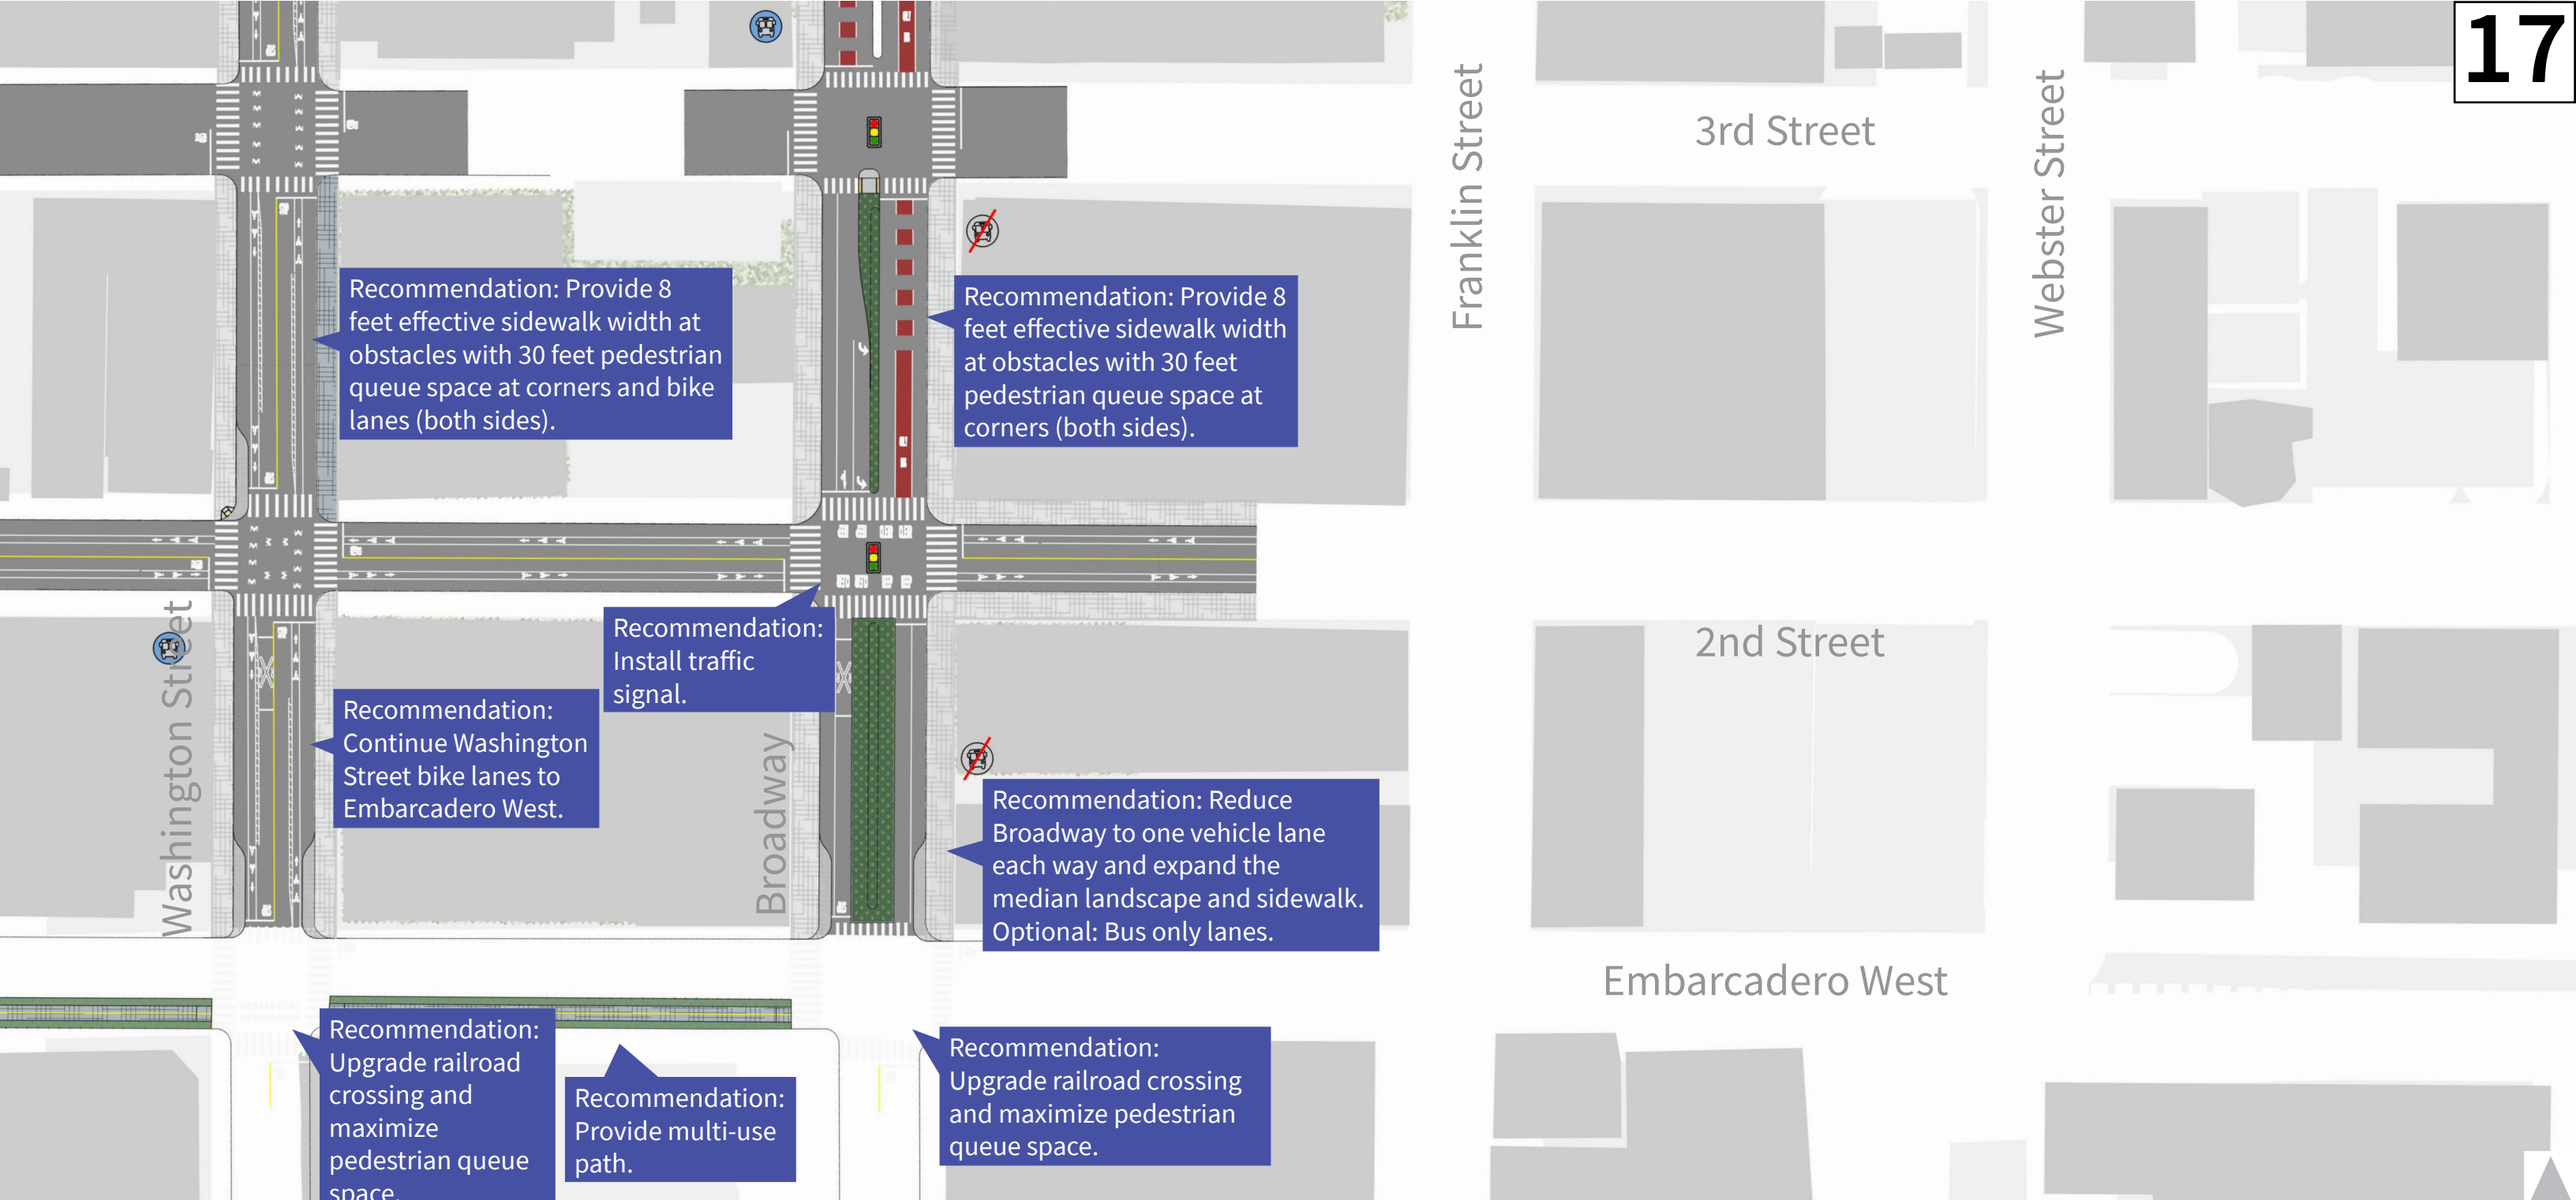 17
Franklin Street
3rd Street
Webster Street
Recommendation: Provide 8
feet effective sidewalk width at
obstacles with 30 feet pedestrian
queue space at corners and bike
lanes (both sides).
Recommendation: Provide 8
feet effective sidewalk width
at obstacles with 30 feet
pedestrian queue space at
corners (both sides).
Recommendation:
Install traffic
signal.
2nd Street
Washington Street
Recommendation:
Continue Washington
Street bike lanes to
Embarcadero West.
Broadway
Recommendation: Reduce
Broadway to one vehicle lane
each way and expand the
median landscape and sidewalk.
Optional: Bus only lanes.
Embarcadero West
Recommendation:
Upgrade railroad
crossing and
maximize
pedestrian queue
space.
Recommendation:
Provide multi-use
path.
Recommendation:
Upgrade railroad crossing
and maximize pedestrian
queue space.